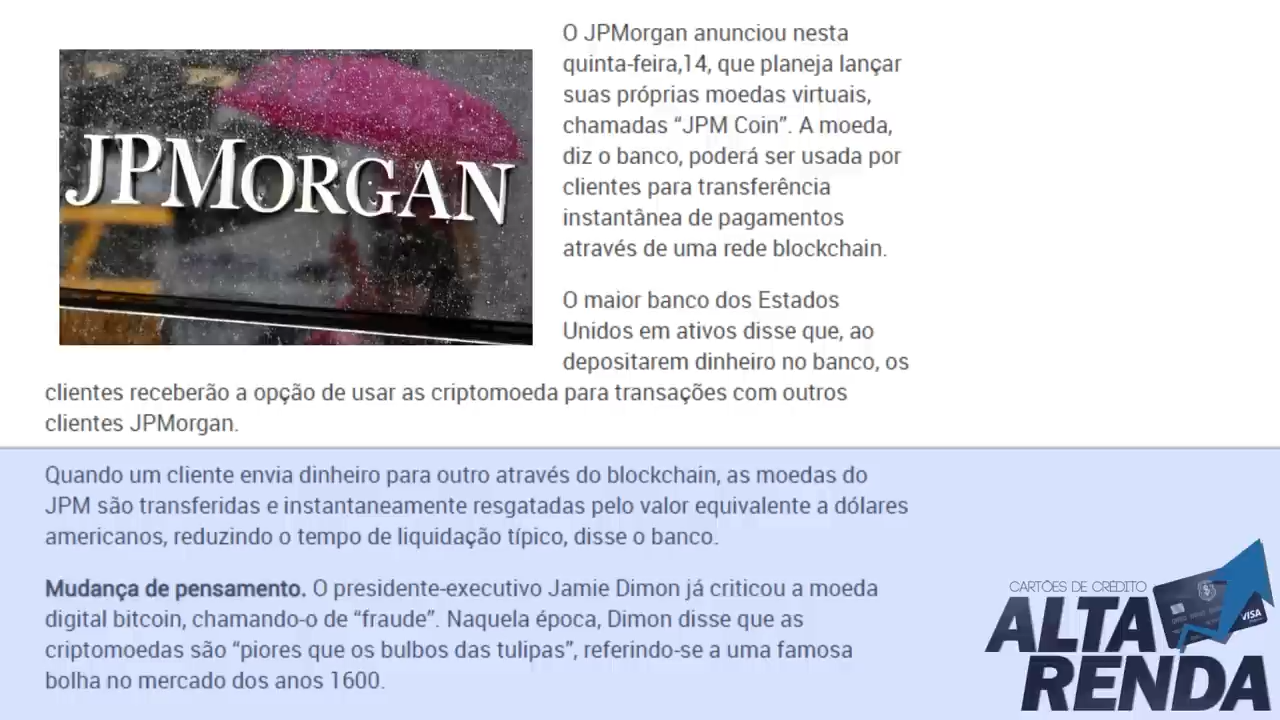 JPMORGAN
O JPMorgan anunciou nesta
quinta-feira,14, que planeja lançar
suas próprias moedas virtuais,
chamadas “JPM Coin”. A moeda,
diz o banco, poderá ser usada por
clientes para transferência
instantânea de pagamentos
através de uma rede blockchain.
O maior banco dos Estados
Unidos em ativos disse que, ao
depositarem dinheiro no banco, os
clientes receberão a opção de usar as criptomoeda para transações com outros
clientes JPMorgan.
Quando um cliente envia dinheiro para outro através do blockchain, as moedas do
JPM são transferidas e instantaneamente resgatadas pelo valor equivalente a dólares
americanos, reduzindo o tempo de liquidação típico, disse o banco.
Mudança de pensamento. O presidente-executivo Jamie Dimon já criticou a moeda
digital bitcoin, chamando-o de “fraude”. Naquela época, Dimon disse que as
criptomoedas são “piores que os bulbos das tulipas”, referindo-se a uma famosa
bolha no mercado dos anos 1600.
CARTÕES DE CRÉDITO
ALTA
VISA
RENDA